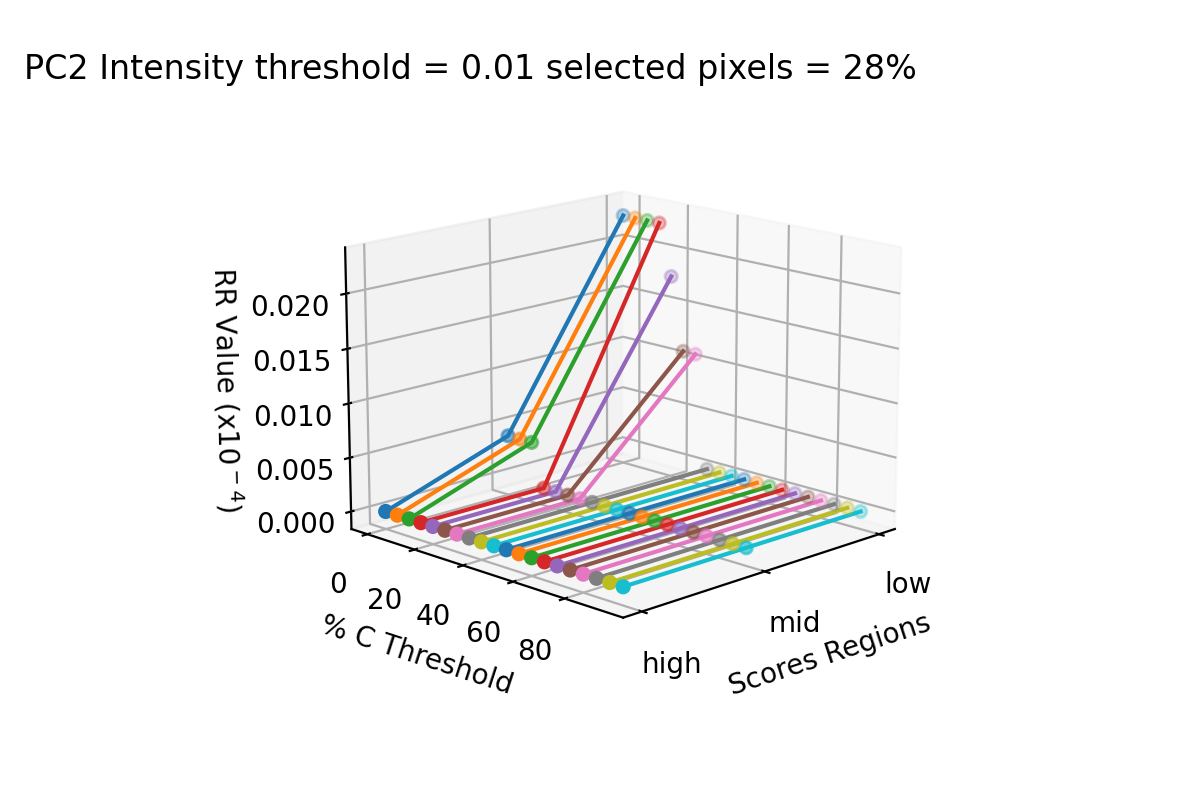 PC2 Intensity threshold = 0.01 selected pixels = 28%
RR Value (x10⁻⁴)
0.020
0.015
0.010
0.005
0.000
0
20
40
60
80
% C Threshold
high
mid
low
Scores Regions